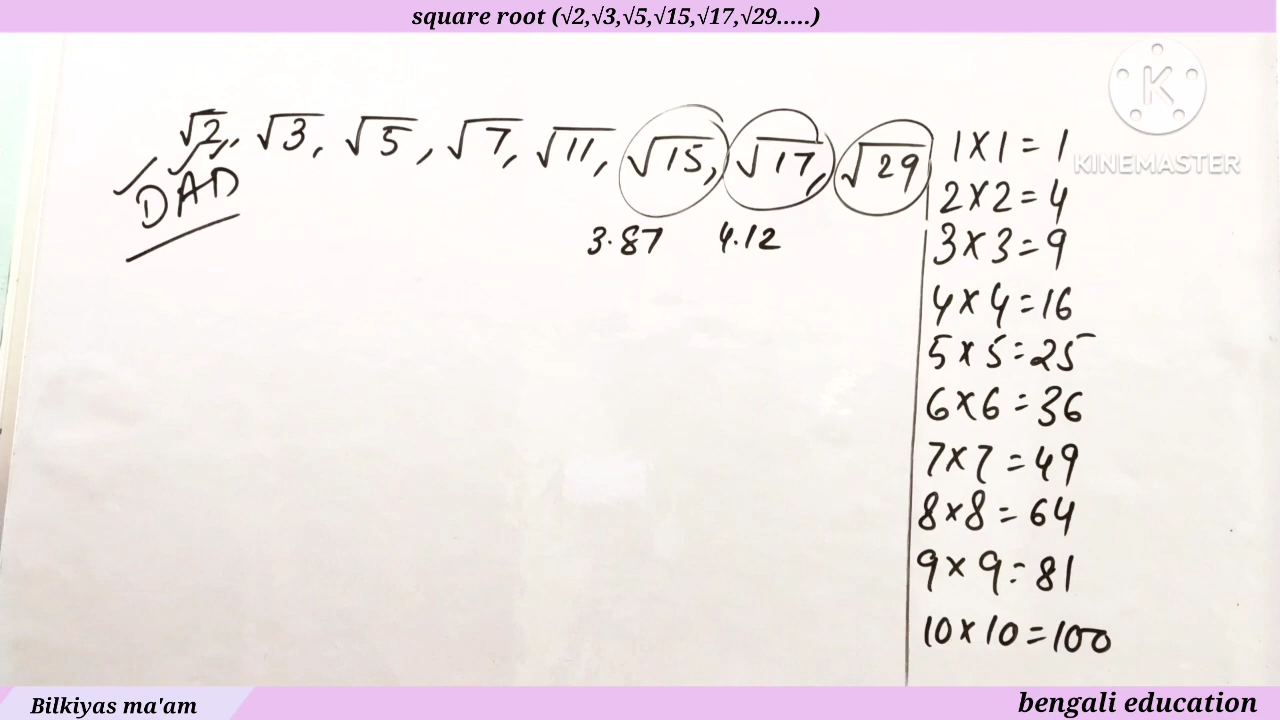 square root (√2,√3,√5,√15,√17,√29.....)
K
KINEMASTER
√2, √3, √5, √7, √11, √15, √17, √29
DAD
3.87 4.12
1×1=1
2×2=4
3×3=9
4×4=16
5×5=25
6×6=36
7×7=49
8×8=64
9×9=81
10×10=100
Bilkiyas ma'am
bengali education